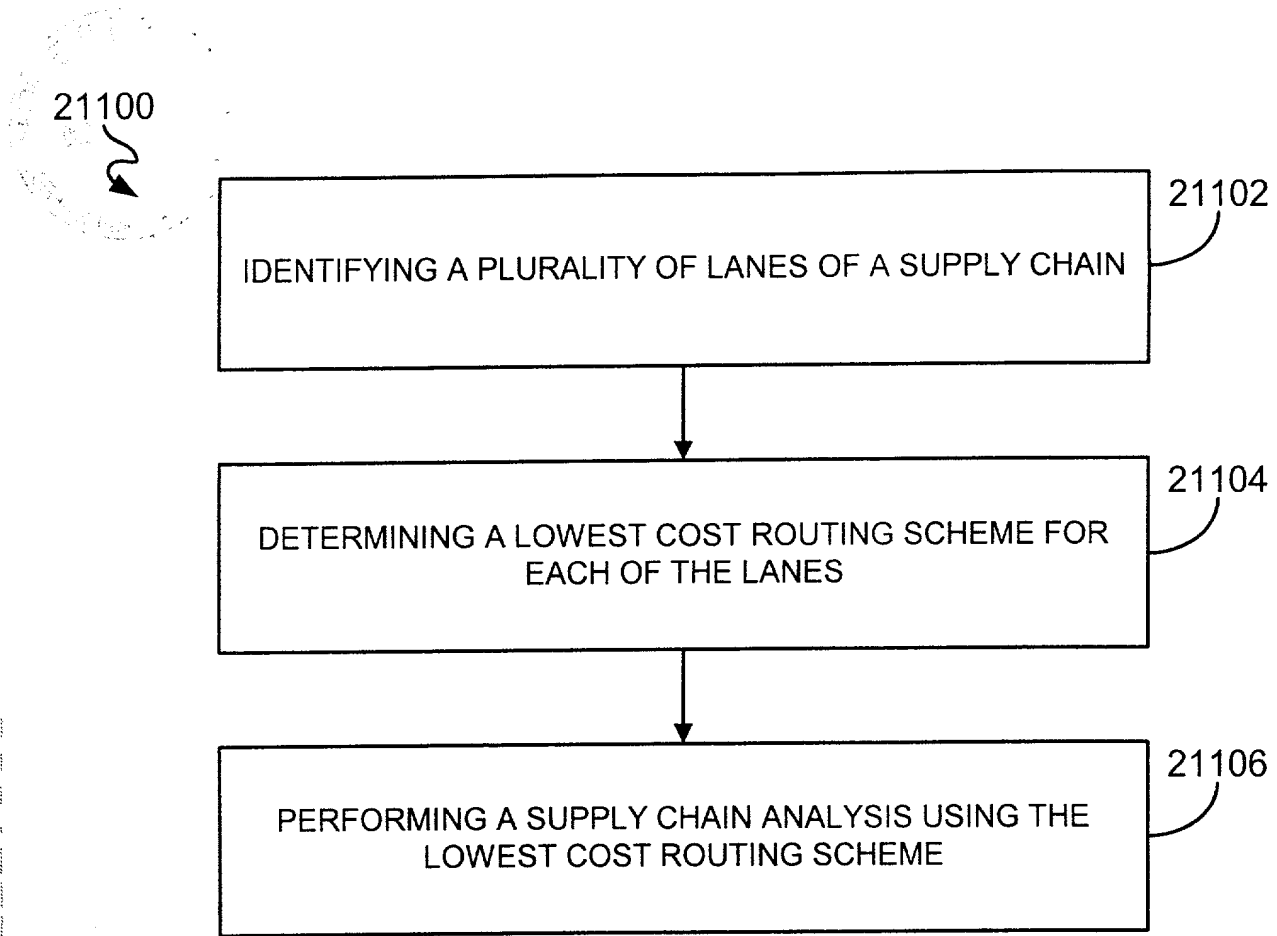 21100
21102
IDENTIFYING A PLURALITY OF LANES OF A SUPPLY CHAIN
21104
DETERMINING A LOWEST COST ROUTING SCHEME FOR
EACH OF THE LANES
21106
PERFORMING A SUPPLY CHAIN ANALYSIS USING THE
LOWEST COST ROUTING SCHEME